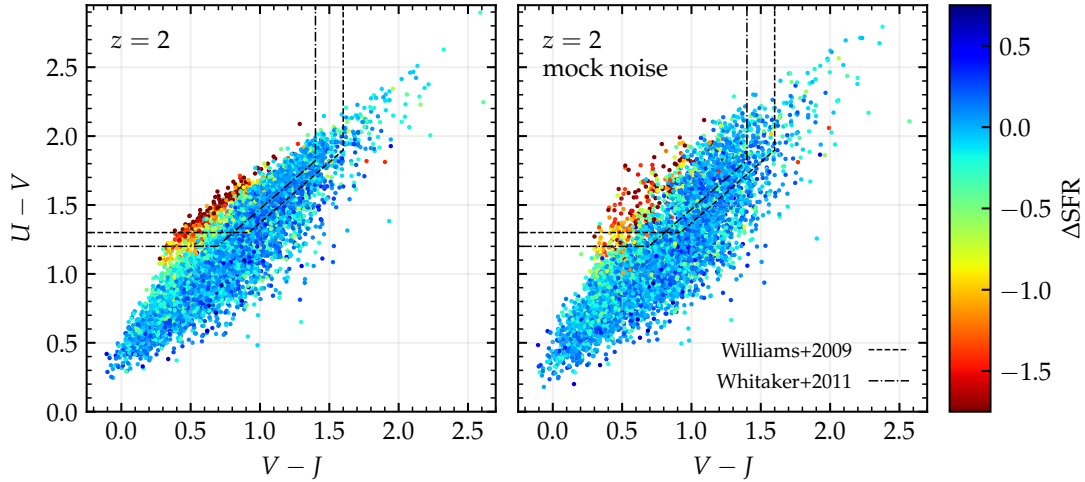 z = 2
z = 2
mock noise
Williams+2009
Whitaker+2011
U − V
0.0
0.5
1.0
1.5
2.0
2.5
0.0 0.5 1.0 1.5 2.0 2.5
V − J
0.0 0.5 1.0 1.5 2.0 2.5
V − J
0.5
0.0
−0.5
−1.0
−1.5
ΔSFR